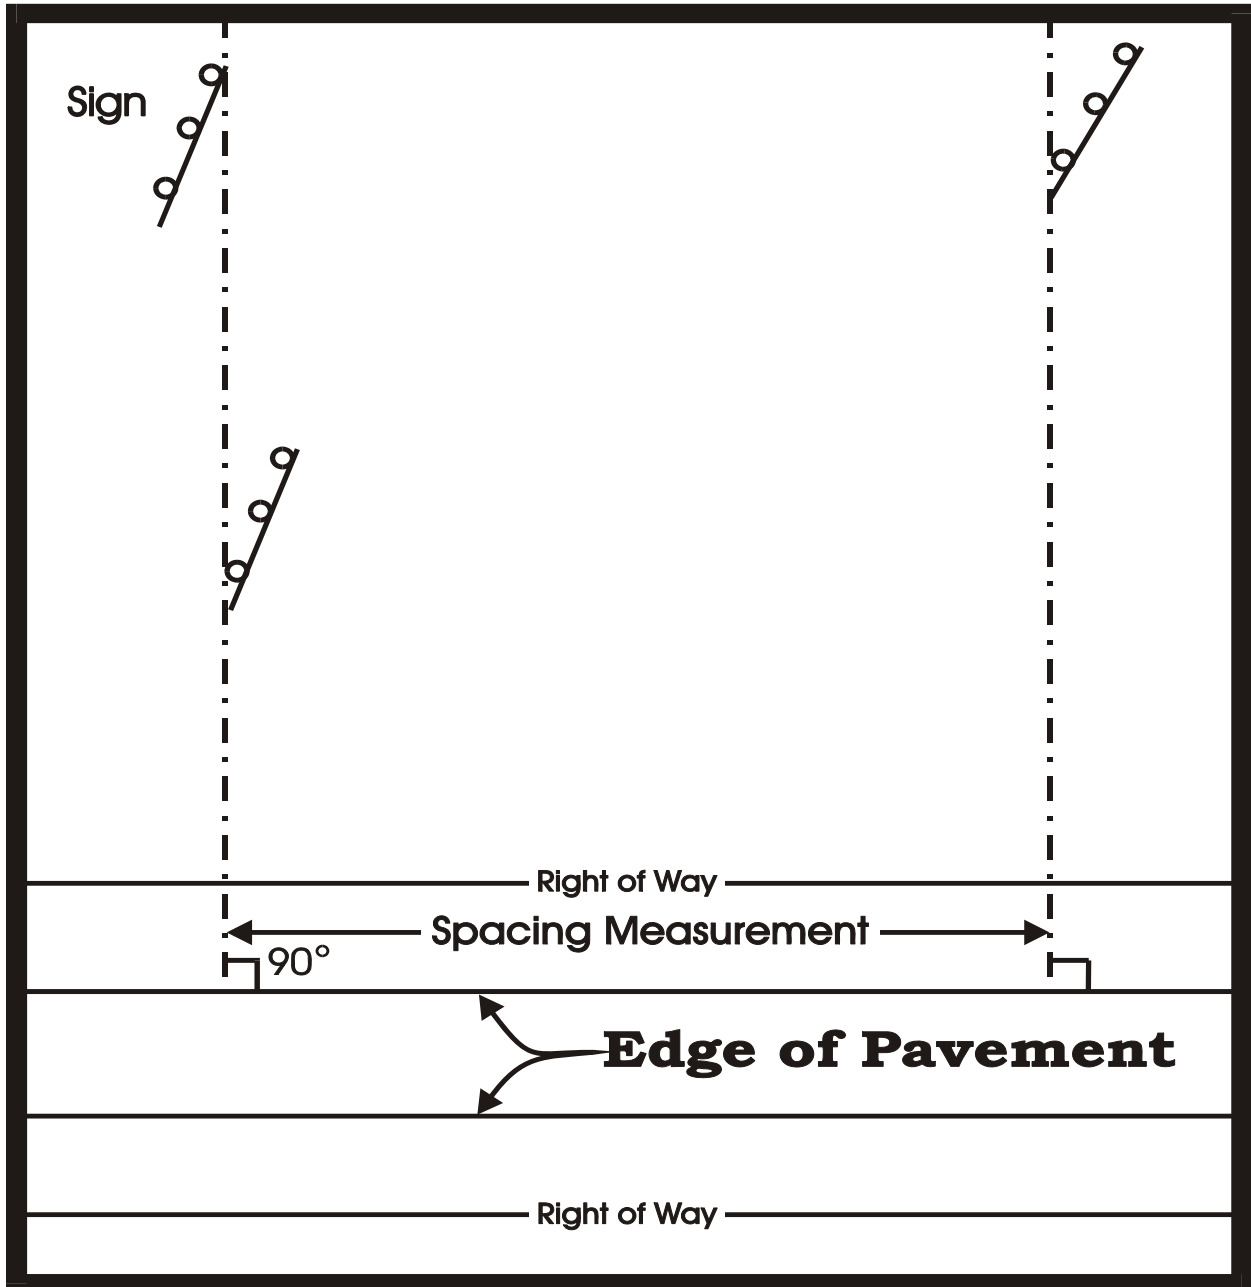 Sign
Right of Way
Spacing Measurement
90°
Edge of Pavement
Right of Way